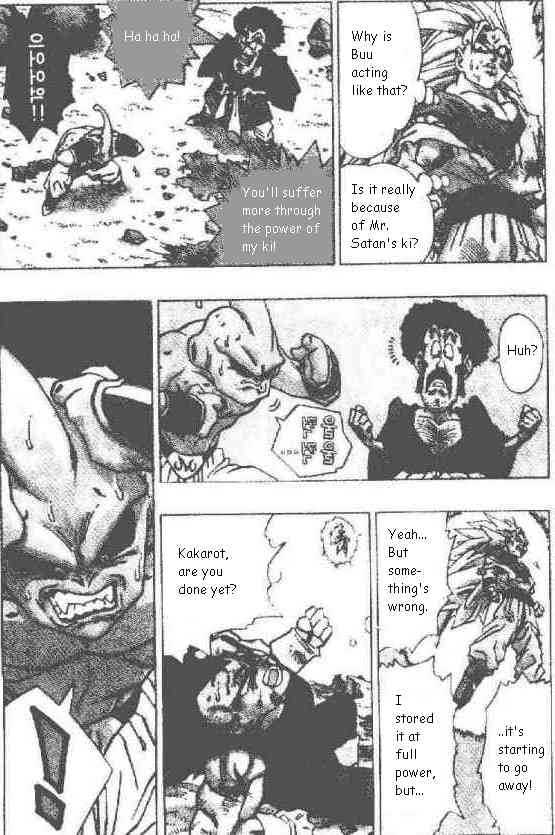 Ha ha ha!
You'll suffer
more through
the power of
my ki!
Why is
Buu
acting
like that?
Is it really
because
of Mr.
Satan's ki?
Huh?
!
Kakarot,
are you
done yet?
Yeah...
But
some-
thing's
wrong.
I
stored
it at
full
power,
but...
..it's
starting
to go
away!